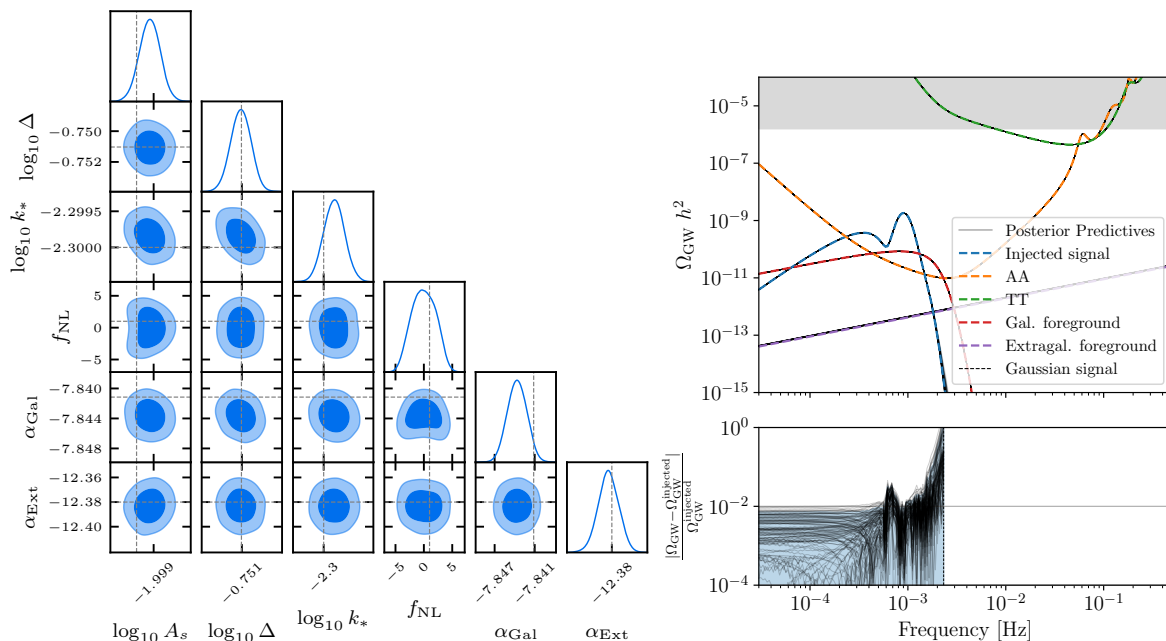 log₁₀ Δ
−0.750
−0.752
log₁₀ k*
−2.2995
−2.3000
f_NL
5
0
−5
α_Gal
−7.840
−7.844
−7.848
α_Ext
−12.36
−12.38
−12.40
−1.999
−0.751
−2.3
−5 0 5
−7.847
−7.841
−12.38
log₁₀ A_s
log₁₀ Δ
log₁₀ k*
f_NL
α_Gal
α_Ext
Ω_GW h²
10⁻⁵
10⁻⁷
10⁻⁹
10⁻¹¹
10⁻¹³
10⁻¹⁵
Posterior Predictives
Injected signal
AA
TT
Gal. foreground
Extragal. foreground
Gaussian signal
|Ω_GW−Ω_GW^injected|
Ω_GW^injected
10⁰
10⁻²
10⁻⁴
10⁻⁴ 10⁻³ 10⁻² 10⁻¹
Frequency [Hz]